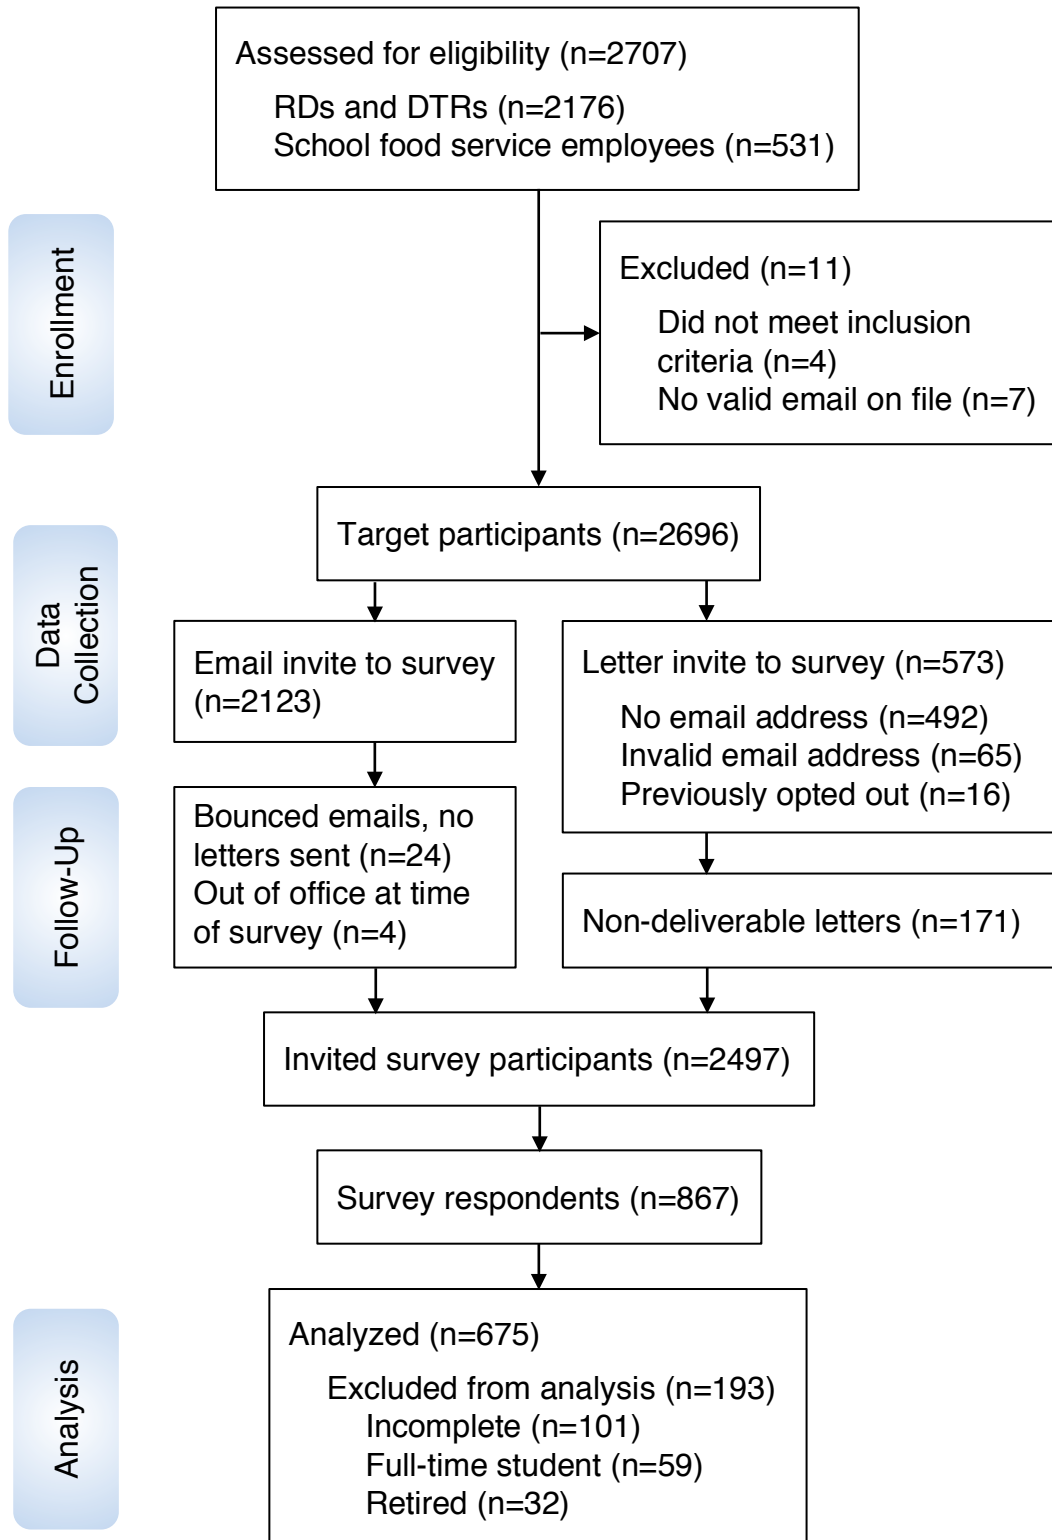 Assessed for eligibility (n=2707)
RDs and DTRs (n=2176)
School food service employees (n=531)
Enrollment
Excluded (n=11)
Did not meet inclusion
criteria (n=4)
No valid email on file (n=7)
Target participants (n=2696)
Data
Collection
Email invite to survey
(n=2123)
Letter invite to survey (n=573)
No email address (n=492)
Invalid email address (n=65)
Previously opted out (n=16)
Follow-Up
Bounced emails, no
letters sent (n=24)
Out of office at time
of survey (n=4)
Non-deliverable letters (n=171)
Invited survey participants (n=2497)
Survey respondents (n=867)
Analysis
Analyzed (n=675)
Excluded from analysis (n=193)
Incomplete (n=101)
Full-time student (n=59)
Retired (n=32)